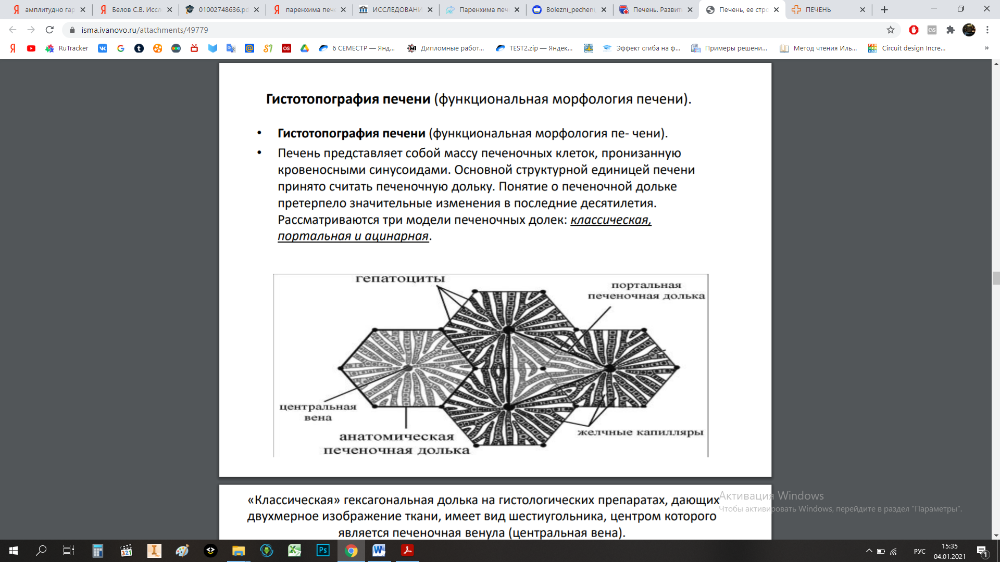 амплитудно гар
Белов С.В. Иссл
01002748636.pd
паренхима пече
ИССЛЕДОВАНИ
Паренхима печ
Bolezni_pecheni
Печень. Развити
Печень, ее стро
ПЕЧЕНЬ
isma.ivanovo.ru/attachments/49779
RuTracker
6 СЕМЕСТР — Янд...
Дипломные работ...
TEST2.zip — Яндек...
Эффект сгиба на ф...
Примеры решени...
Метод чтения Иль...
Circuit design Incre...
»
Гистотопография печени (функциональная морфология печени).
• Гистотопография печени (функциональная морфология пе- чени).
• Печень представляет собой массу печеночных клеток, пронизанную
кровеносными синусоидами. Основной структурной единицей печени
принято считать печеночную дольку. Понятие о печеночной дольке
претерпело значительные изменения в последние десятилетия.
Рассматриваются три модели печеночных долек: классическая,
портальная и ацинарная.
гепатоциты
портальная
печеночная долька
центральная
вена
анатомическая
печеночная долька
желчные капилляры
«Классическая» гексагональная долька на гистологических препаратах, дающих
двухмерное изображение ткани, имеет вид шестиугольника, центром которого
является печеночная венула (центральная вена).
Активация Windows
Чтобы активировать Windows, перейдите в раздел "Параметры".
РУС
15:35
04.01.2021
1